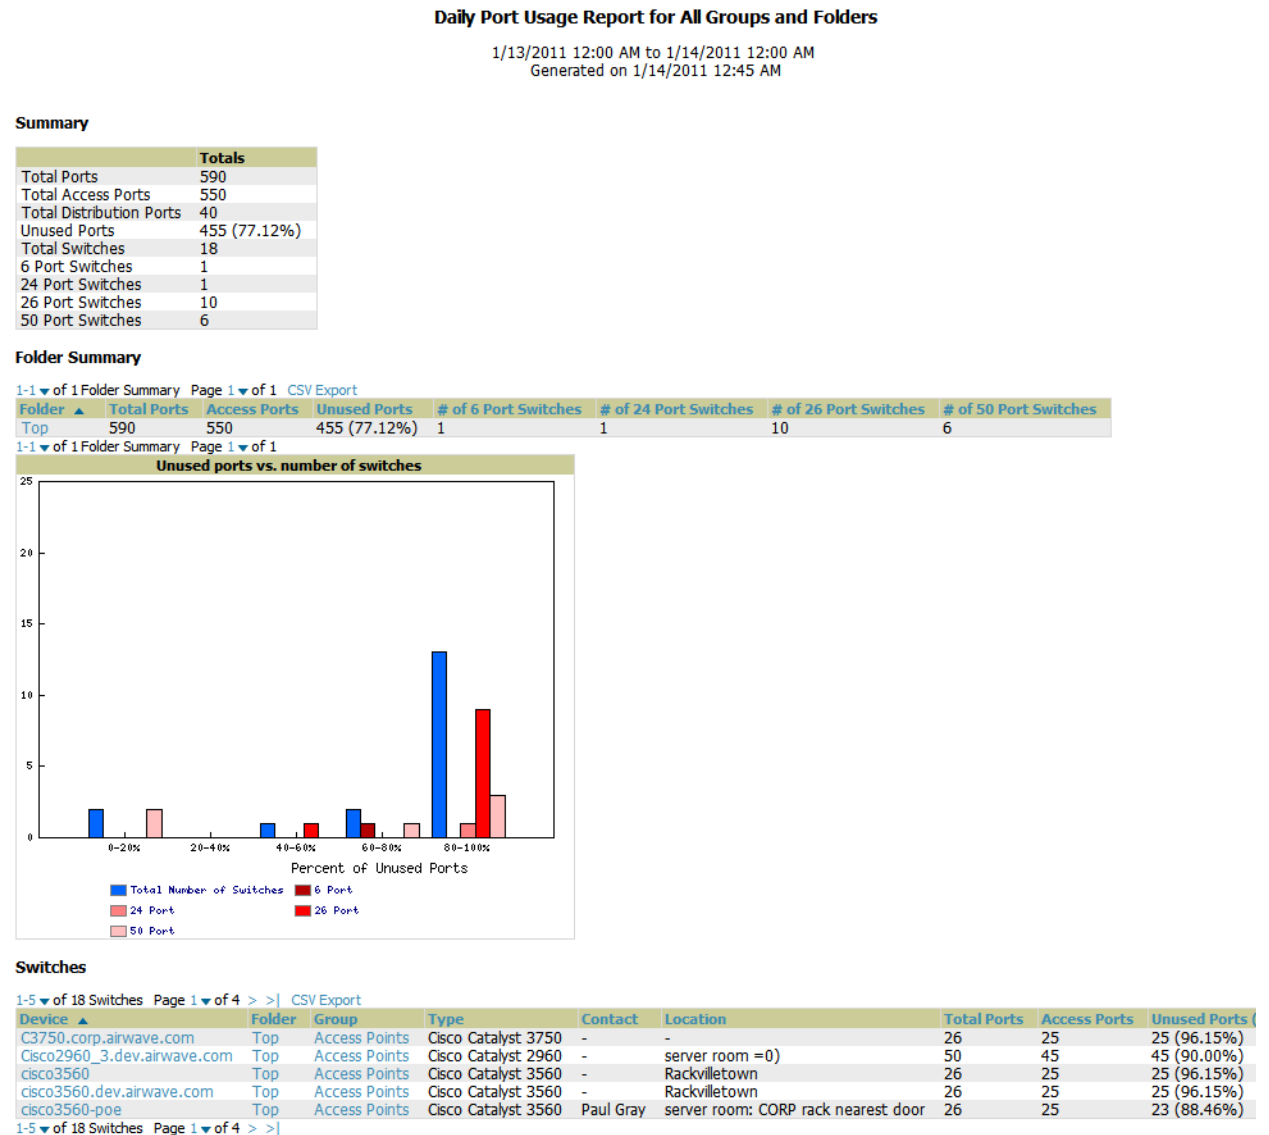 Daily Port Usage Report for All Groups and Folders
1/13/2011 12:00 AM to 1/14/2011 12:00 AM
Generated on 1/14/2011 12:45 AM
Summary
Totals
Total Ports 590
Total Access Ports 550
Total Distribution Ports 40
Unused Ports 455 (77.12%)
Total Switches 18
6 Port Switches 1
24 Port Switches 1
26 Port Switches 10
50 Port Switches 6
Folder Summary
1-1 ▼ of 1 Folder Summary Page 1 ▼ of 1 CSV Export
Folder ▲ Total Ports Access Ports Unused Ports # of 6 Port Switches # of 24 Port Switches # of 26 Port Switches # of 50 Port Switches
Top 590 550 455 (77.12%) 1 1 10 6
1-1 ▼ of 1 Folder Summary Page 1 ▼ of 1
Unused ports vs. number of switches
25
20
15
10
5
0
0-20% 20-40% 40-60% 60-80% 80-100%
Percent of Unused Ports
Total Number of Switches 6 Port
24 Port 26 Port
50 Port
Switches
1-5 ▼ of 18 Switches Page 1 ▼ of 4 > >| CSV Export
Device ▲ Folder Group Type Contact Location Total Ports Access Ports Unused Ports (
C3750.corp.airwave.com Top Access Points Cisco Catalyst 3750 - - 26 25 25 (96.15%)
Cisco2960_3.dev.airwave.com Top Access Points Cisco Catalyst 2960 - server room =0) 50 45 45 (90.00%)
cisco3560 Top Access Points Cisco Catalyst 3560 - Rackvilletown 26 25 25 (96.15%)
cisco3560.dev.airwave.com Top Access Points Cisco Catalyst 3560 - Rackvilletown 26 25 25 (96.15%)
cisco3560-poe Top Access Points Cisco Catalyst 3560 Paul Gray server room: CORP rack nearest door 26 25 23 (88.46%)
1-5 ▼ of 18 Switches Page 1 ▼ of 4 > >|